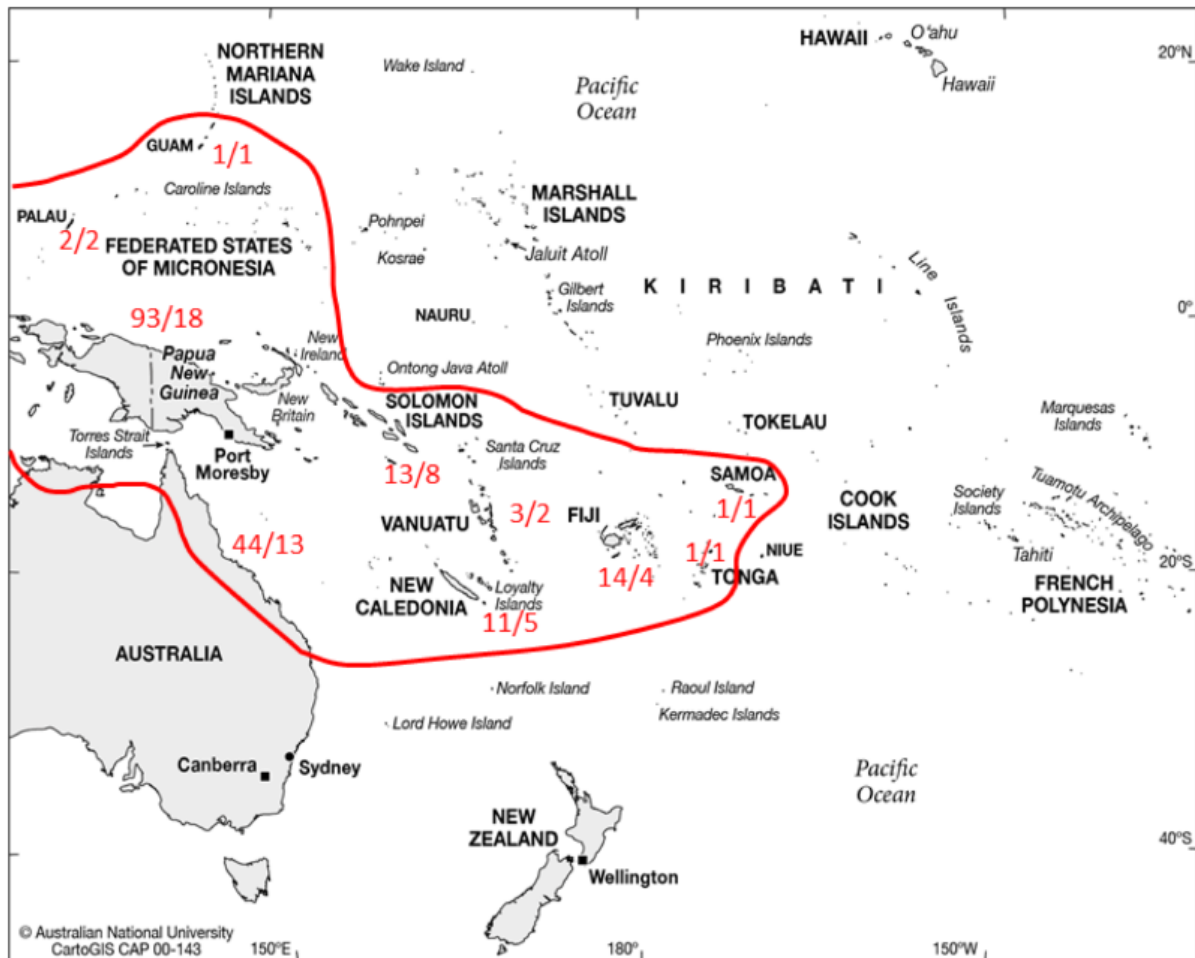 NORTHERN
MARIANA
ISLANDS
Wake Island
Pacific
Ocean
HAWAII
O'ahu
Hawaii
20°N
GUAM
1/1
Caroline Islands
PALAU
2/2
FEDERATED STATES
OF MICRONESIA
Pohnpei
Kosrae
MARSHALL
ISLANDS
Jaluit Atoll
Gilbert
Islands
KIRIBATI
Line
Islands
93/18
NAURU
0°
Phoenix Islands
Papua
New
Guinea
New
Ireland
New
Britain
Ontong Java Atoll
SOLOMON
ISLANDS
TUVALU
TOKELAU
Marquesas
Islands
Torres Strait
Islands
Port
Moresby
13/8
Santa Cruz
Islands
SAMOA
1/1
COOK
ISLANDS
Society
Islands
Tuamotu Archipelago
Tahiti
44/13
VANUATU
3/2
FIJI
14/4
1/1
TONGA
NIUE
20°S
FRENCH
POLYNESIA
NEW
CALEDONIA
Loyalty
Islands
11/5
AUSTRALIA
Norfolk Island
Raoul Island
Lord Howe Island
Kermadec Islands
Canberra
Sydney
Pacific
Ocean
NEW
ZEALAND
Wellington
40°S
© Australian National University
CartoGIS CAP 00-143
150°E
180°
150°W